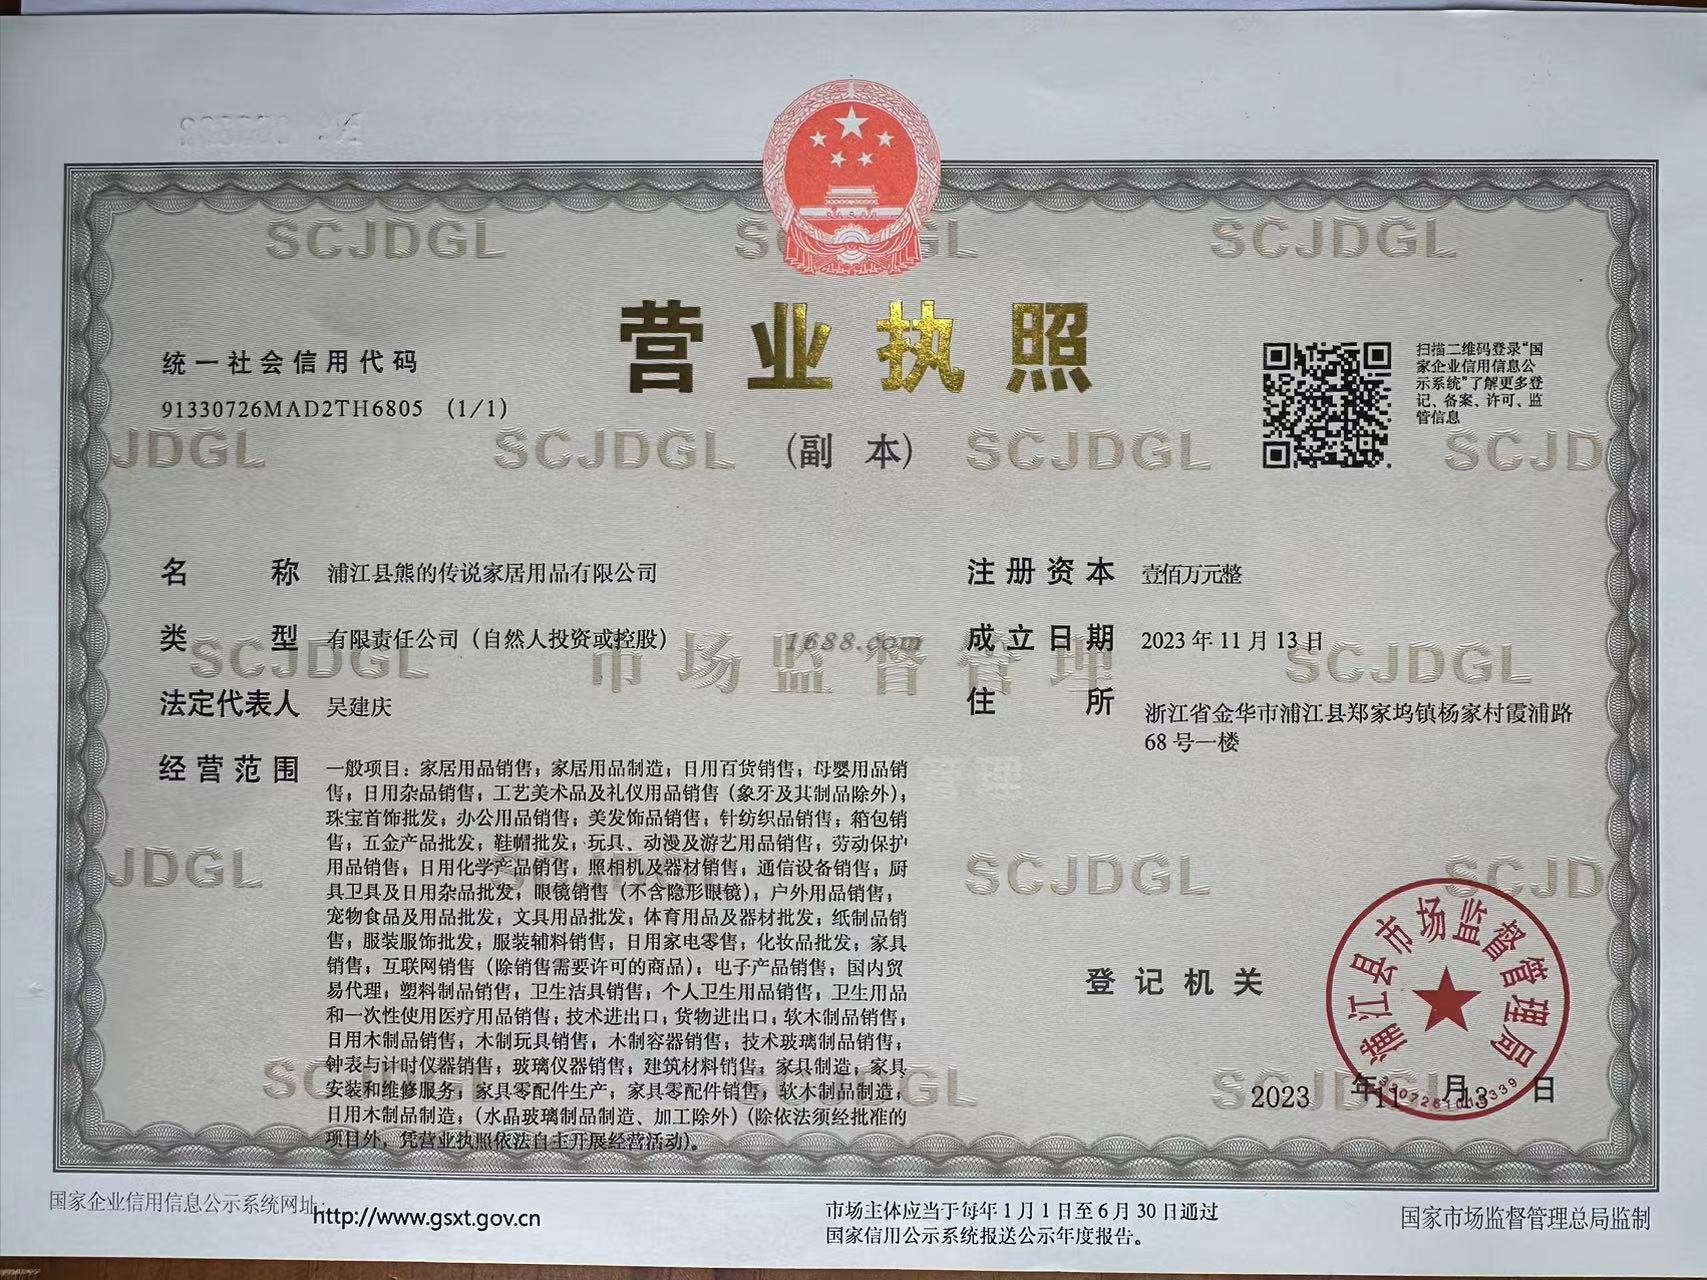 SCJDGL
SCJDGL
营业执照
统一社会信用代码
91330726MAD2TH6805 (1/1)
(副 本)
扫描二维码登录“国
家企业信用信息公
示系统”了解更多登
记、备案、许可、监
管信息
JDGL
SCJDGL
SCJDGL
SCJD
名 称 浦江县熊的传说家居用品有限公司
注册资本 壹佰万元整
类 型 有限责任公司（自然人投资或控股）
1688.com
成立日期 2023 年 11 月 13 日
SCJDGL
市场监督管理
SCJDGL
法定代表人 吴建庆
住 所 浙江省金华市浦江县郑家坞镇杨家村霞浦路
68 号一楼
经营范围 一般项目：家居用品销售；家居用品制造；日用百货销售；母婴用品销
售；日用杂品销售；工艺美术品及礼仪用品销售（象牙及其制品除外）；
珠宝首饰批发；办公用品销售；美发饰品销售；针纺织品销售；箱包销
售；五金产品批发；鞋帽批发；玩具、动漫及游艺用品销售；劳动保护
用品销售；日用化学产品销售；照相机及器材销售；通信设备销售；厨
具卫具及日用杂品批发；眼镜销售（不含隐形眼镜）；户外用品销售；
宠物食品及用品批发；文具用品批发；体育用品及器材批发；纸制品销
售；服装服饰批发；服装辅料销售；日用家电零售；化妆品批发；家具
销售；互联网销售（除销售需要许可的商品）；电子产品销售；国内贸
易代理；塑料制品销售；卫生洁具销售；个人卫生用品销售；卫生用品
和一次性使用医疗用品销售；技术进出口；货物进出口；软木制品销售；
日用木制品销售；木制玩具销售；木制容器销售；技术玻璃制品销售；
钟表与计时仪器销售；玻璃仪器销售；建筑材料销售；家具制造；家具
安装和维修服务；家具零配件生产；家具零配件销售；软木制品制造；
日用木制品制造；（水晶玻璃制品制造、加工除外）（除依法须经批准的
项目外，凭营业执照依法自主开展经营活动）。
JDGL
SCJDGL
SCJD
登记机关
浦江县市场监督管理局
2023 年 11 月 13 日
国家企业信用信息公示系统网址：http://www.gsxt.gov.cn
市场主体应当于每年 1 月 1 日至 6 月 30 日通过
国家信用公示系统报送公示年度报告。
国家市场监督管理总局监制